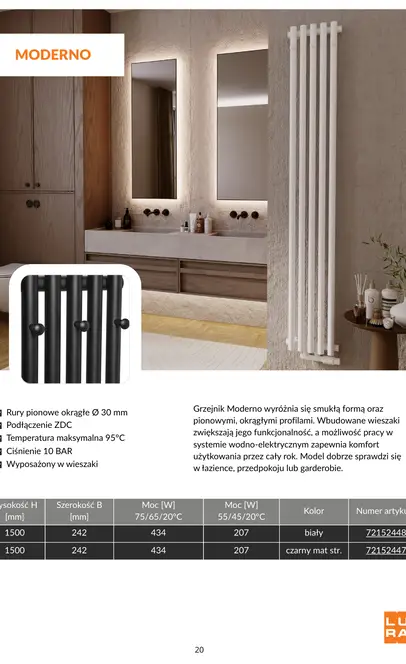 MODERNO
Rury pionowe okrągłe Ø 30 mm
Podłączenie ZDC
Temperatura maksymalna 95°C
Ciśnienie 10 BAR
Wyposażony w wieszaki
Grzejnik Moderno wyróżnia się smukłą formą oraz
pionowymi, okrągłymi profilami. Wbudowane wieszaki
zwiększają jego funkcjonalność, a możliwość pracy w
systemie wodno-elektrycznym zapewnia komfort
użytkowania przez cały rok. Model dobrze sprawdzi się
w łazience, przedpokoju lub garderobie.
ysokość H Szerokość B Moc [W] Moc [W] Kolor Numer artyku
[mm] [mm] 75/65/20°C 55/45/20°C
1500 242 434 207 biały 72152448
1500 242 434 207 czarny mat str. 72152447
LU
RA
20